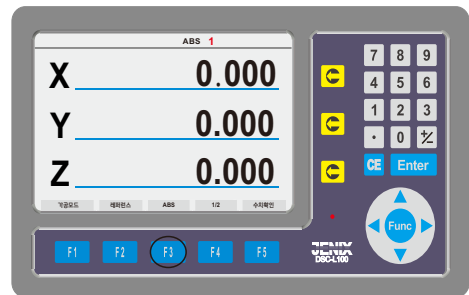 ABS 1
X 0.000
Y 0.000
Z 0.000
가공모드 레퍼런스 ABS 1/2 수치확인
F1 F2 F3 F4 F5
7 8 9
4 5 6
1 2 3
· 0 +/-
CE Enter
Func
JENIX
DSC-L100